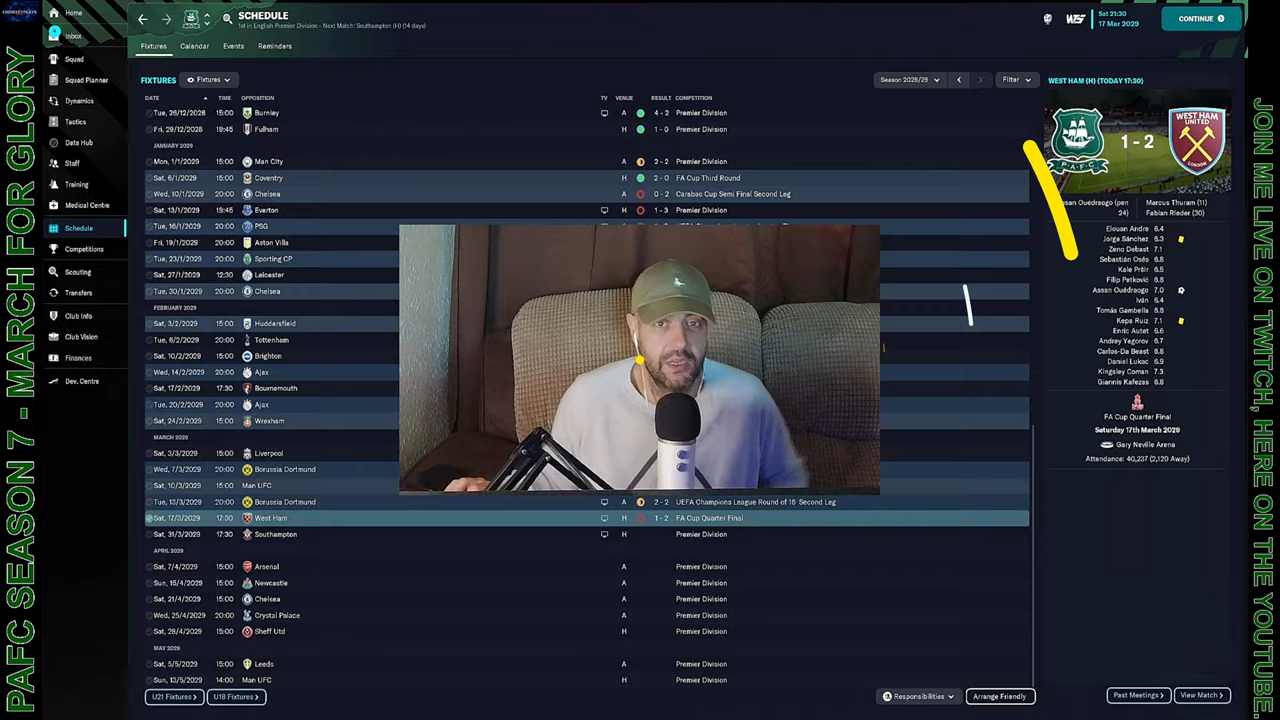 PAFC SEASON 7 - MARCH FOR GLORY
JOIN ME LIVE ON TWITCH, HERE ON THE YOUTUBE.
Home
Inbox
Squad
Squad Planner
Dynamics
Tactics
Data Hub
Staff
Training
Medical Centre
Schedule
Competitions
Scouting
Transfers
Club Info
Club Vision
Finances
Dev. Centre
SCHEDULE
1st in English Premier Division - Next Match: Southampton (H) (14 days)
Sat 21:30
17 Mar 2029
CONTINUE
Fixtures Calendar Events Reminders
FIXTURES Fixtures Season 2028/29 Filter
DATE TIME OPPOSITION TV VENUE RESULT COMPETITION
Tue, 26/12/2028 15:00 Burnley A 4 - 2 Premier Division
Fri, 29/12/2028 19:45 Fulham H 1 - 0 Premier Division
JANUARY 2029
Mon, 1/1/2029 15:00 Man City A 2 - 2 Premier Division
Sat, 6/1/2029 15:00 Coventry H 2 - 0 FA Cup Third Round
Wed, 10/1/2029 20:00 Chelsea A 0 - 2 Carabao Cup Semi Final Second Leg
Sat, 13/1/2029 19:45 Everton H 1 - 3 Premier Division
Tue, 16/1/2029 20:00 PSG
Fri, 19/1/2029 20:00 Aston Villa
Tue, 23/1/2029 20:00 Sporting CP
Sat, 27/1/2029 12:30 Leicester
Tue, 30/1/2029 20:00 Chelsea
FEBRUARY 2029
Sat, 3/2/2029 15:00 Huddersfield
Tue, 6/2/2029 20:00 Tottenham
Sat, 10/2/2029 15:00 Brighton
Wed, 14/2/2029 20:00 Ajax
Sat, 17/2/2029 17:30 Bournemouth
Tue, 20/2/2029 20:00 Ajax
Sat, 24/2/2029 15:00 Wrexham
MARCH 2029
Sat, 3/3/2029 15:00 Liverpool
Wed, 7/3/2029 20:00 Borussia Dortmund
Sat, 10/3/2029 15:00 Man UFC
Tue, 13/3/2029 20:00 Borussia Dortmund A 2 - 2 UEFA Champions League Round of 16 Second Leg
Sat, 17/3/2029 17:30 West Ham H 1 - 2 FA Cup Quarter Final
Sat, 31/3/2029 17:30 Southampton H Premier Division
APRIL 2029
Sat, 7/4/2029 15:00 Arsenal A Premier Division
Sun, 15/4/2029 15:00 Newcastle A Premier Division
Sat, 21/4/2029 15:00 Chelsea A Premier Division
Wed, 25/4/2029 20:00 Crystal Palace A Premier Division
Sat, 28/4/2029 15:00 Sheff Utd H Premier Division
MAY 2029
Sat, 5/5/2029 15:00 Leeds A Premier Division
Sun, 13/5/2029 14:00 Man UFC H Premier Division
U21 Fixtures U18 Fixtures Responsibilities Arrange Friendly
WEST HAM (H) (TODAY 17:30)
P.A.F.C
1 - 2
WEST HAM UNITED
LONDON
Ouédraogo (pen 24)
Marcus Thuram (11)
Fabian Rieder (30)
Elouan Andre 6.4
Jorge Sánchez 6.3
Zeno Debast 7.1
Sebastián Osés 6.8
Kale Pršir 6.5
Filip Petković 6.8
Assan Ouédraogo 7.0
Iván 6.4
Tomás Gambella 6.8
Kepa Ruiz 7.1
Enric Autet 6.6
Andrey Yegorov 6.7
Carlos-Da Beast 6.8
Daniel Lukac 6.9
Kingsley Coman 7.3
Giannis Kafezas 6.8
FA Cup Quarter Final
Saturday 17th March 2029
Gary Neville Arena
Attendance: 40,237 (2,120 Away)
Past Meetings View Match